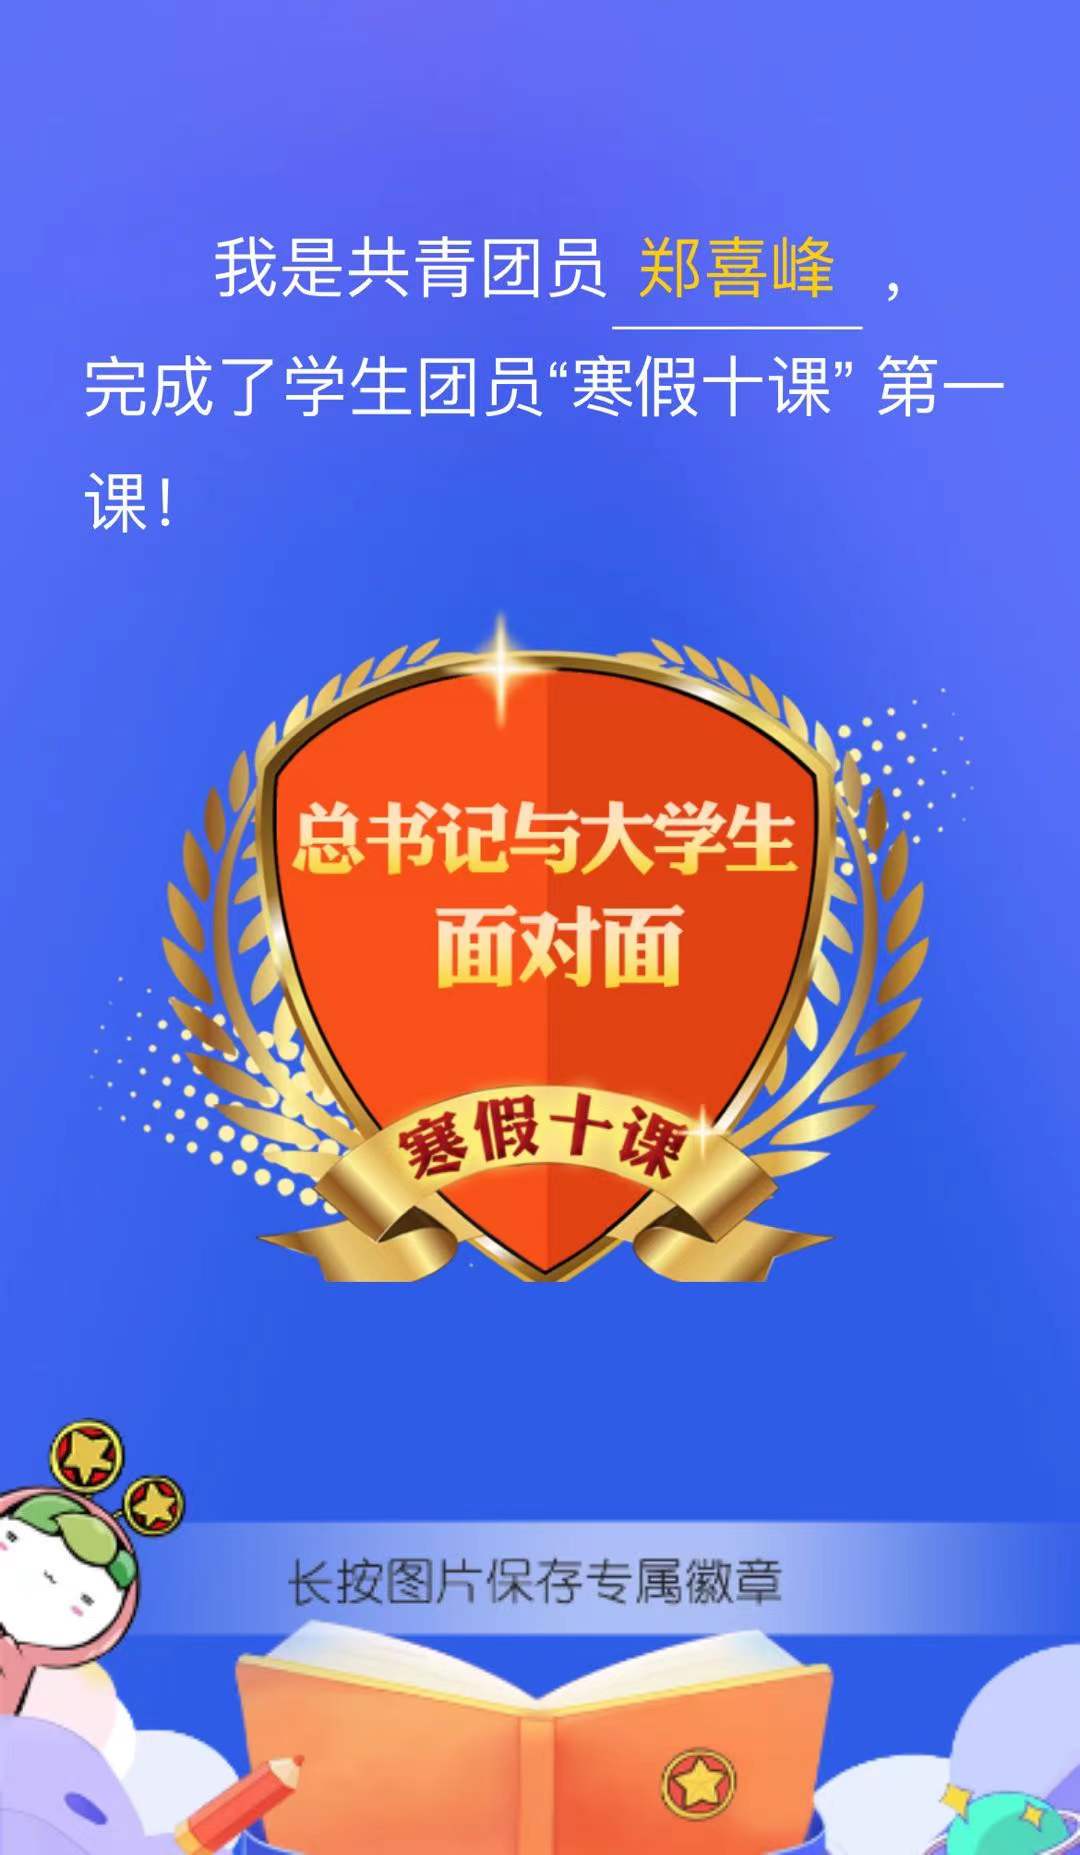 我是共青团员 郑喜峰 ，
完成了学生团员“寒假十课” 第一
课！
总书记与大学生
面对面
寒假十课
长按图片保存专属徽章